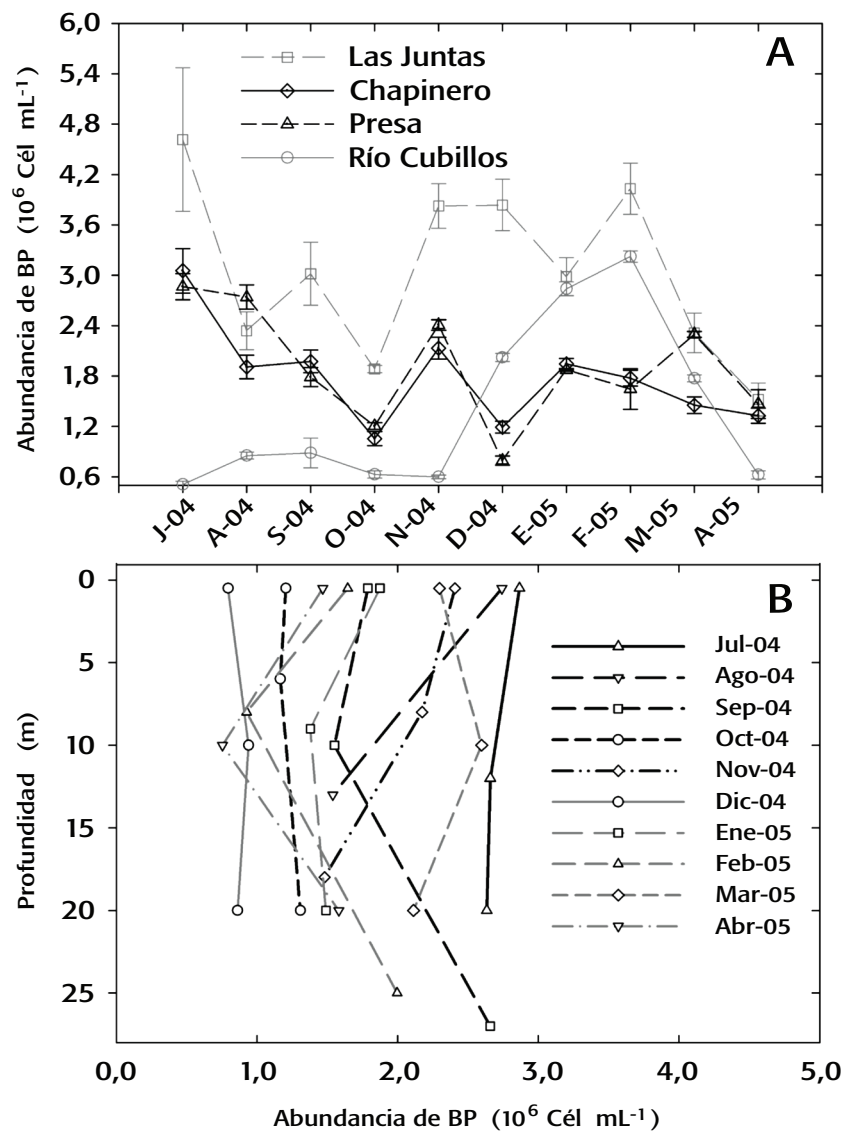 A
Las Juntas
Chapinero
Presa
Río Cubillos
Abundancia de BP (10⁶ Cél mL⁻¹)
6,0
5,4
4,8
4,2
3,6
3,0
2,4
1,8
1,2
0,6
J-04
A-04
S-04
O-04
N-04
D-04
E-05
F-05
M-05
A-05
B
Jul-04
Ago-04
Sep-04
Oct-04
Nov-04
Dic-04
Ene-05
Feb-05
Mar-05
Abr-05
Profundidad (m)
0
5
10
15
20
25
0,0
1,0
2,0
3,0
4,0
5,0
Abundancia de BP (10⁶ Cél mL⁻¹)